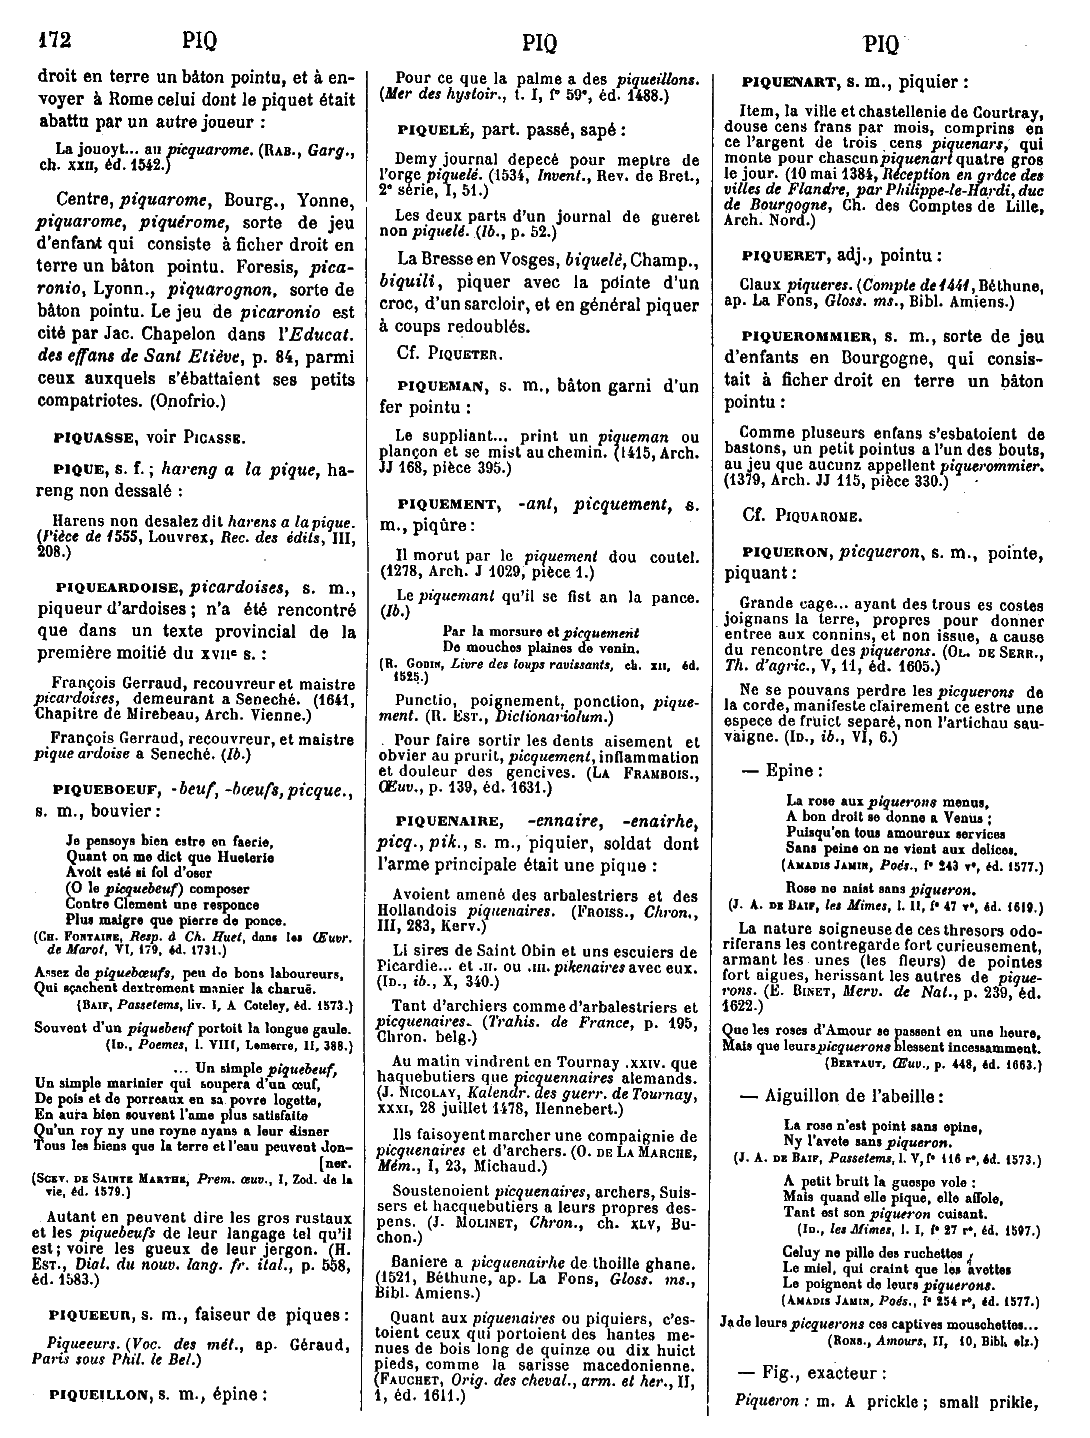 172 PIQ PIQ PIQ
droit en terre un bâton pointu, et à en-
voyer à Rome celui dont le piquet était
abattu par un autre joueur :
La jouoyt... au picquarome. (RAB., Garg.,
ch. XXII, éd. 1542.)
Centre, piquarome, Bourg., Yonne,
piquarome, piquérome, sorte de jeu
d'enfant qui consiste à ficher droit en
terre un bâton pointu. Foresis, pica-
ronio, Lyonn., piquarognon, sorte de
bâton pointu. Le jeu de picaronio est
cité par Jac. Chapelon dans l'Educat.
des effans de Sant Etiève, p. 84, parmi
ceux auxquels s'ébattaient ses petits
compatriotes. (Onofrio.)
PIQUASSE, voir PICASSE.
PIQUE, s. f. ; hareng a la pique, ha-
reng non dessalé :
Harens non desalez dit harens a la pique.
(Pièce de 1555, Louvrex, Rec. des édits, III,
208.)
PIQUEARDOISE, picardoises, s. m.,
piqueur d'ardoises ; n'a été rencontré
que dans un texte provincial de la
première moitié du XVIIe s. :
François Gerraud, recouvreur et maistre
picardoises, demeurant a Seneché. (1641,
Chapitre de Mirebeau, Arch. Vienne.)
François Gerraud, recouvreur, et maistre
pique ardoise a Seneché. (Ib.)
PIQUEBOEUF, -beuf, -bœufs, picque.,
s. m., bouvier :
Je pensoys bien estre en faerie,
Quant on me dict que Hueterie
Avoit esté si fol d'oser
(O le picquebeuf) composer
Contre Clement une responce
Plus maigre que pierre de ponce.
(CH. FONTAINE, Resp. à Ch. Huet, dans les Œuvr.
de Marot, VI, 179, éd. 1731.)
Assez de piquebœufs, peu de bons laboureurs,
Qui sçachent dextrement manier la charuë.
(BAIF, Passetems, liv. I, A Coteley, éd. 1573.)
Souvent d'un piquebeuf portoit la longue gaule.
(ID., Poemes, l. VIII, Lemerre, II, 388.)
... Un simple piquebeuf,
Un simple marinier qui soupera d'un œuf,
De pois et de porreaux en sa povre logette,
En aura bien souvent l'ame plus satisfaite
Qu'un roy ny une royne ayans a leur disner
Tous les biens que la terre et l'eau peuvent don-
[ner.
(SCEV. DE SAINTE MARTHE, Prem. œuv., I, Zod. de la
vie, éd. 1579.)
Autant en peuvent dire les gros rustaux
et les piquebeufs de leur langage tel qu'il
est ; voire les gueux de leur jergon. (H.
EST., Dial. du nouv. lang. fr. ital., p. 558,
éd. 1583.)
PIQUEEUR, s. m., faiseur de piques :
Piqueeurs. (Voc. des mét., ap. Géraud,
Paris sous Phil. le Bel.)
PIQUEILLON, s. m., épine :
Pour ce que la palme a des piqueillons.
(Mer des hystoir., t. I, f° 59e, éd. 1488.)
PIQUELÉ, part. passé, sapé :
Demy journal depecé pour meptre de
l'orge piquelé. (1534, Invent., Rev. de Bret.,
2e série, I, 51.)
Les deux parts d'un journal de gueret
non piquelé. (Ib., p. 52.)
La Bresse en Vosges, biquelè, Champ.,
biquili, piquer avec la pointe d'un
croc, d'un sarcloir, et en général piquer
à coups redoublés.
Cf. PIQUETER.
PIQUEMAN, s. m., bâton garni d'un
fer pointu :
Le suppliant... print un piqueman ou
plançon et se mist au chemin. (1415, Arch.
JJ 168, pièce 395.)
PIQUEMENT, -ant, picquement, s.
m., piqûre :
Il morut par le piquement dou coutel.
(1278, Arch. J 1029, pièce 1.)
Le piquemant qu'il se fist an la pance.
(Ib.)
Par la morsure et picquement
De mouches plaines de venin.
(R. GODIN, Livre des loups ravissants, ch. XII, éd.
1525.)
Punctio, poignement, ponction, pique-
ment. (R. EST., Dictionariolum.)
Pour faire sortir les dents aisement et
obvier au prurit, picquement, inflammation
et douleur des gencives. (LA FRAMBOIS.,
Œuv., p. 139, éd. 1631.)
PIQUENAIRE, -ennaire, -enairhe,
picq., pik., s. m., piquier, soldat dont
l'arme principale était une pique :
Avoient amené des arbalestriers et des
Hollandois piquenaires. (FROISS., Chron.,
III, 283, Kerv.)
Li sires de Saint Obin et uns escuiers de
Picardie... et .II. ou .III. pikenaires avec eux.
(ID., ib., X, 340.)
Tant d'archiers comme d'arbalestriers et
picquenaires. (Trahis. de France, p. 195,
Chron. belg.)
Au matin vindrent en Tournay .XXIV. que
haquebutiers que picquennaires alemands.
(J. NICOLAY, Kalendr. des guerr. de Tournay,
XXXI, 28 juillet 1478, Hennebert.)
Ils faisoyent marcher une compaignie de
picquenaires et d'archers. (O. DE LA MARCHE,
Mém., I, 23, Michaud.)
Soustenoient picquenaires, archers, Suis-
sers et hacquebutiers a leurs propres des-
pens. (J. MOLINET, Chron., ch. XLV, Bu-
chon.)
Baniere a picquenairhe de thoille ghane.
(1521, Béthune, ap. La Fons, Gloss. ms.,
Bibl. Amiens.)
Quant aux piquenaires ou piquiers, c'es-
toient ceux qui portoient des hantes me-
nues de bois long de quinze ou dix huict
pieds, comme la sarisse macedonienne.
(FAUCHET, Orig. des cheval., arm. et her., II,
1, éd. 1611.)
PIQUENART, s. m., piquier :
Item, la ville et chastellenie de Courtray,
douse cens frans par mois, comprins en
ce l'argent de trois cens piquenars, qui
monte pour chascun piquenart quatre gros
le jour. (10 mai 1384, Réception en grâce des
villes de Flandre, par Philippe-le-Hardi, duc
de Bourgogne, Ch. des Comptes de Lille,
Arch. Nord.)
PIQUERET, adj., pointu :
Claux piqueres. (Compte de 1441, Béthune,
ap. La Fons, Gloss. ms., Bibl. Amiens.)
PIQUEROMMIER, s. m., sorte de jeu
d'enfants en Bourgogne, qui consis-
tait à ficher droit en terre un bâton
pointu :
Comme pluseurs enfans s'esbatoient de
bastons, un petit pointus a l'un des bouts,
au jeu que aucunz appellent piquerommier.
(1379, Arch. JJ 115, pièce 330.)
Cf. PIQUAROME.
PIQUERON, picqueron, s. m., pointe,
piquant :
Grande cage... ayant des trous es costes
joignans la terre, propres pour donner
entree aux connins, et non issue, a cause
du rencontre des piquerons. (OL. DE SERR.,
Th. d'agric., V, 11, éd. 1605.)
Ne se pouvans perdre les picquerons de
la corde, manifeste clairement ce estre une
espece de fruict separé, non l'artichau sau-
vaigne. (ID., ib., VI, 6.)
— Epine :
La rose aux piquerons menus,
A bon droit se donne a Venus ;
Puisqu'en tous amoureux services
Sans peine on ne vient aux delices.
(AMADIS JAMIN, Poés., f° 243 v°, éd. 1577.)
Rose ne naist sans piqueron.
(J. A. DE BAIF, les Mimes, l. II, f° 47 v°, éd. 1619.)
La nature soigneuse de ces thresors odo-
riferans les contregarde fort curieusement,
armant les unes (les fleurs) de pointes
fort aigues, herissant les autres de pique-
rons. (E. BINET, Merv. de Nat., p. 239, éd.
1622.)
Que les roses d'Amour se passent en une heure,
Mais que leurs picquerons blessent incessamment.
(BERTAUT, Œuv., p. 448, éd. 1663.)
— Aiguillon de l'abeille :
La rose n'est point sans epine,
Ny l'avete sans piqueron.
(J. A. DE BAIF, Passetems, l. V, f° 116 r°, éd. 1573.)
A petit bruit la guespe vole :
Mais quand elle pique, elle affole,
Tant est son piqueron cuisant.
(ID., les Mimes, l. I, f° 27 r°, éd. 1597.)
Celuy ne pille des ruchettes
Le miel, qui craint que les avettes
Le poignent de leurs piquerons.
(AMADIS JAMIN, Poés., f° 254 r°, éd. 1577.)
Ja de leurs picquerons ces captives mouschettes...
(RONS., Amours, II, 10, Bibl. elz.)
— Fig., exacteur :
Piqueron : m. A prickle ; small prikle,